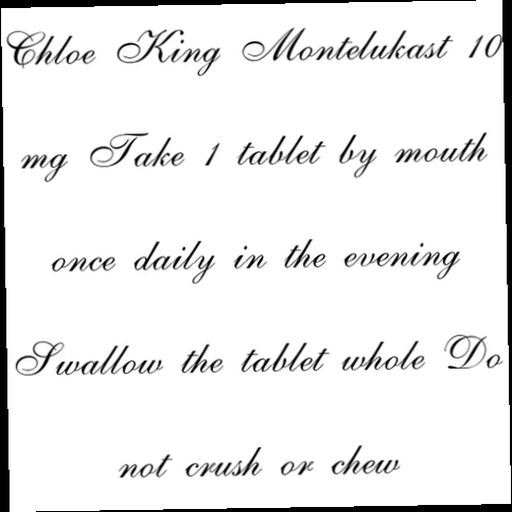 Chloe King Montelukast 10
mg Take 1 tablet by mouth
once daily in the evening
Swallow the tablet whole Do
not crush or chew